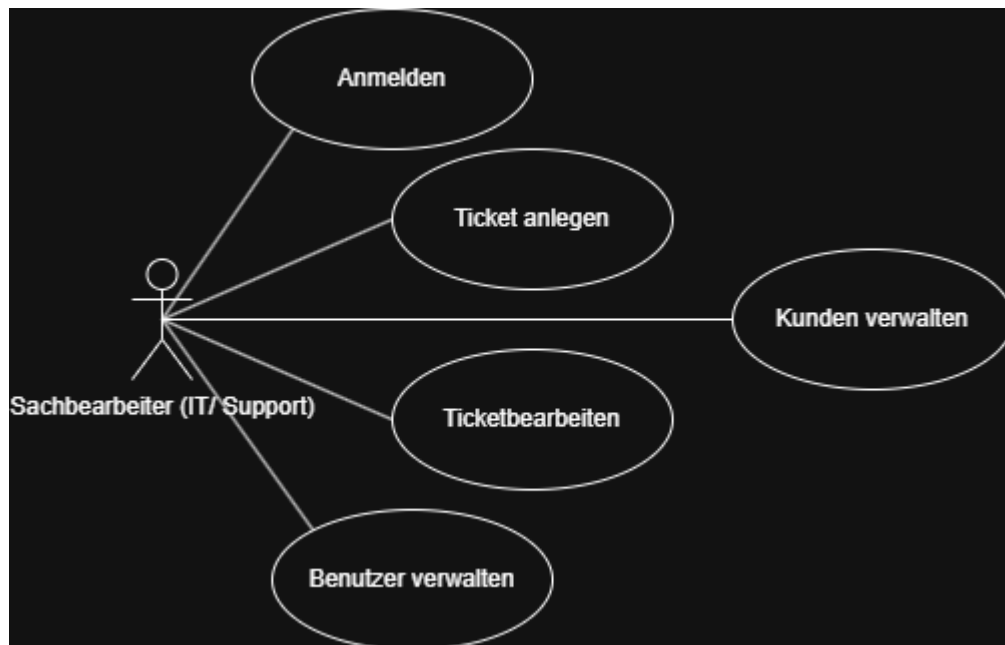 Anmelden
Ticket anlegen
Kunden verwalten
Sachbearbeiter (IT/ Support)
Ticketbearbeiten
Benutzer verwalten